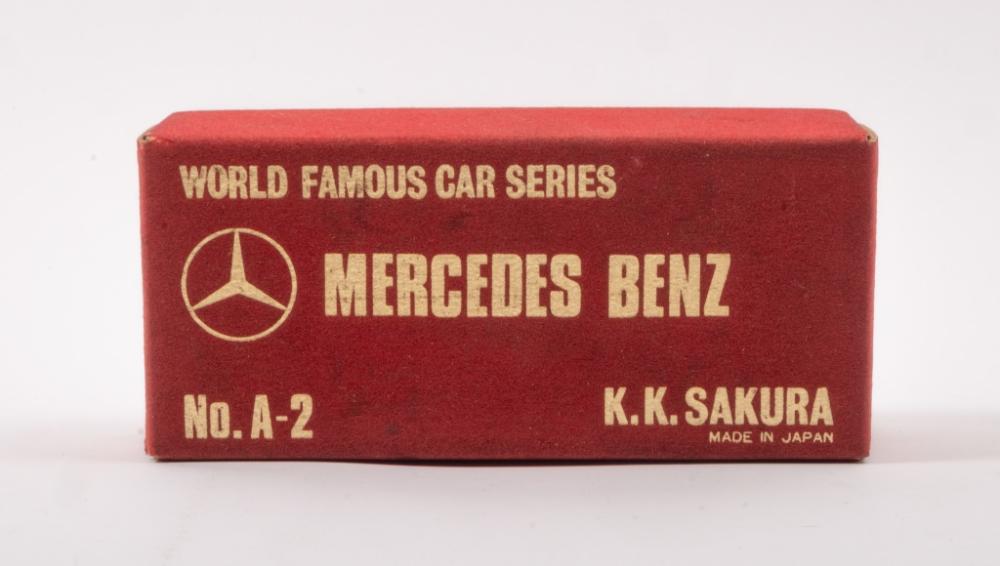 WORLD FAMOUS CAR SERIES
MERCEDES BENZ
No. A-2
K.K. SAKURA
MADE IN JAPAN